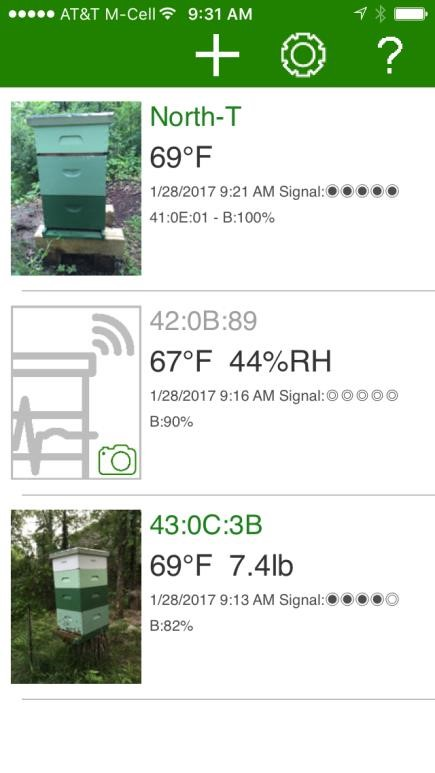 AT&T M-Cell 9:31 AM
+ ?
North-T
69°F
1/28/2017 9:21 AM Signal:◉◉◉◉◉
41:0E:01 - B:100%
42:0B:89
67°F 44%RH
1/28/2017 9:16 AM Signal:◎◎◎◎◎
B:90%
43:0C:3B
69°F 7.4lb
1/28/2017 9:13 AM Signal:◉◉◉◉◎
B:82%